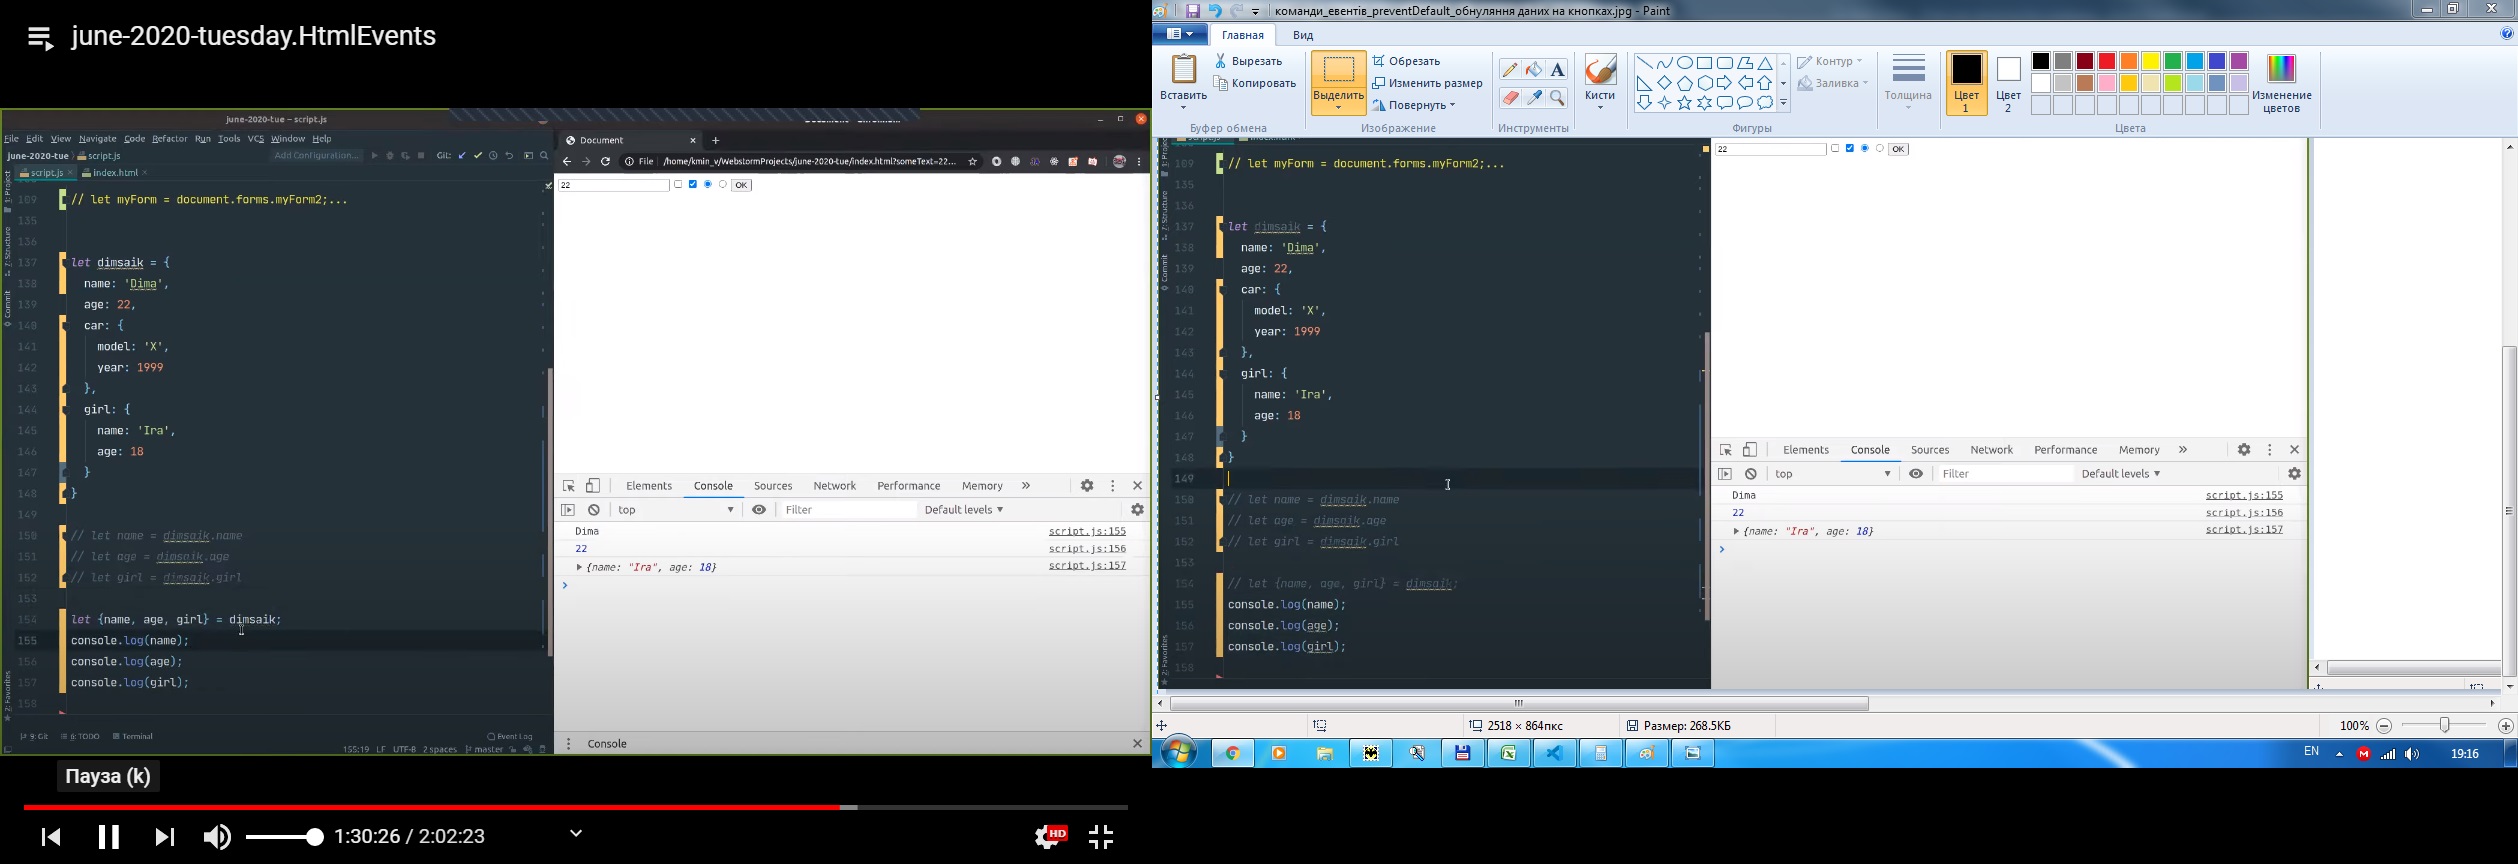 june-2020-tuesday.HtmlEvents
june-2020-tue – script.js
File Edit View Navigate Code Refactor Run Tools VCS Window Help
june-2020-tue script.js Add Configuration... Git:
script.js index.html
1: Project
Z: Structure
Commit
2: Favorites
109 // let myForm = document.forms.myForm2;...
135
136
137 let dimsaik = {
138 name: 'Dima',
139 age: 22,
140 car: {
141 model: 'X',
142 year: 1999
143 },
144 girl: {
145 name: 'Ira',
146 age: 18
147 }
148 }
149
150 // let name = dimsaik.name
151 // let age = dimsaik.age
152 // let girl = dimsaik.girl
153
154 let {name, age, girl} = dimsaik;
155 console.log(name);
156 console.log(age);
157 console.log(girl);
158
9: Git 6: TODO Terminal Event Log
155:19 LF UTF-8 2 spaces master
Document
File /home/kmin_v/WebstormProjects/june-2020-tue/index.html?someText=22...
22 OK
Elements Console Sources Network Performance Memory »
top Filter Default levels
Dima script.js:155
22 script.js:156
{name: "Ira", age: 18} script.js:157
Console
Пауза (k)
1:30:26 / 2:02:23 HD
команди_евентів_preventDefault_обнуляння даних на кнопках.jpg - Paint
Главная Вид
Вставить
Вырезать
Копировать
Буфер обмена
Выделить
Обрезать
Изменить размер
Повернуть
Изображение
Инструменты
Кисти
Контур
Заливка
Фигуры
Толщина
Цвет 1
Цвет 2
Изменение цветов
Цвета
109 // let myForm = document.forms.myForm2;...
135
136
137 let dimsaik = {
138 name: 'Dima',
139 age: 22,
140 car: {
141 model: 'X',
142 year: 1999
143 },
144 girl: {
145 name: 'Ira',
146 age: 18
147 }
148 }
149
150 // let name = dimsaik.name
151 // let age = dimsaik.age
152 // let girl = dimsaik.girl
153
154 // let {name, age, girl} = dimsaik;
155 console.log(name);
156 console.log(age);
157 console.log(girl);
158
Z: Structure
Commit
2: Favorites
22 OK
Elements Console Sources Network Performance Memory »
top Filter Default levels
Dima script.js:155
22 script.js:156
{name: "Ira", age: 18} script.js:157
2518 × 864пкс Размер: 268.5КБ 100%
EN 19:16